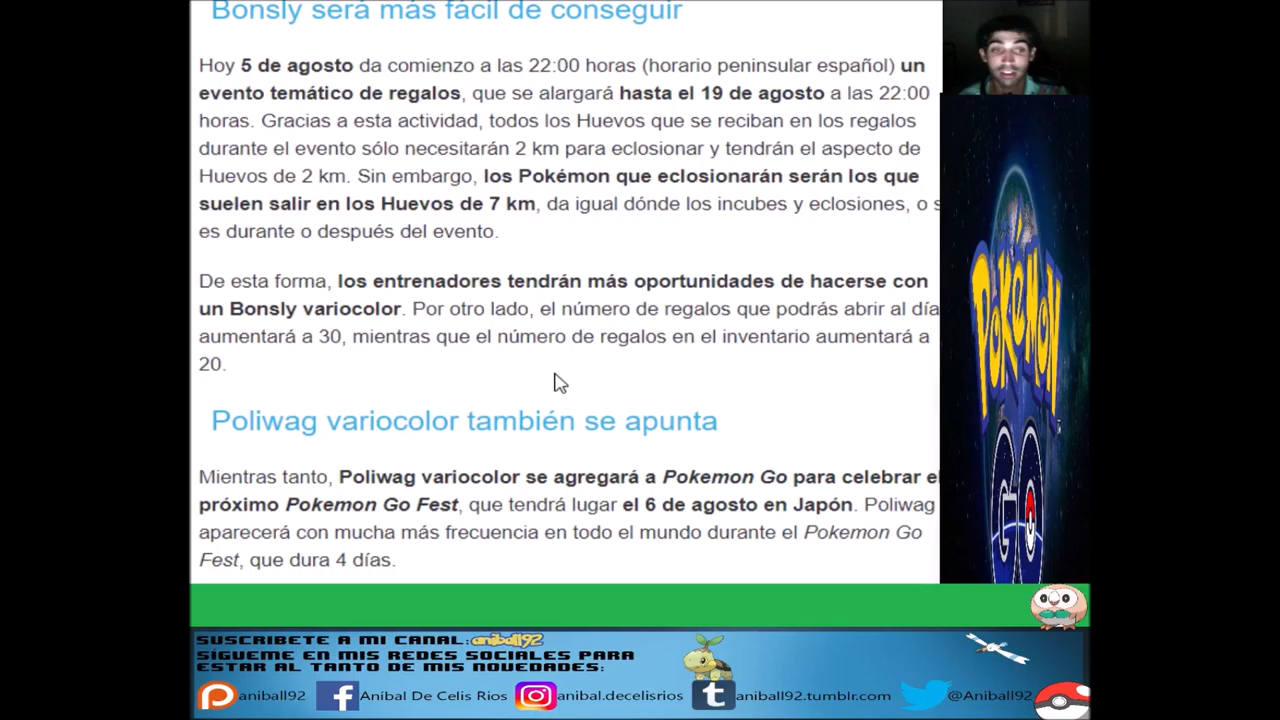 Bonsly será más fácil de conseguir
Hoy 5 de agosto da comienzo a las 22:00 horas (horario peninsular español) un
evento temático de regalos, que se alargará hasta el 19 de agosto a las 22:00
horas. Gracias a esta actividad, todos los Huevos que se reciban en los regalos
durante el evento sólo necesitarán 2 km para eclosionar y tendrán el aspecto de
Huevos de 2 km. Sin embargo, los Pokémon que eclosionarán serán los que
suelen salir en los Huevos de 7 km, da igual dónde los incubes y eclosiones, o s
es durante o después del evento.
De esta forma, los entrenadores tendrán más oportunidades de hacerse con
un Bonsly variocolor. Por otro lado, el número de regalos que podrás abrir al día
aumentará a 30, mientras que el número de regalos en el inventario aumentará a
20.
Poliwag variocolor también se apunta
Mientras tanto, Poliwag variocolor se agregará a Pokemon Go para celebrar el
próximo Pokemon Go Fest, que tendrá lugar el 6 de agosto en Japón. Poliwag
aparecerá con mucha más frecuencia en todo el mundo durante el Pokemon Go
Fest, que dura 4 días.
POKéMON
GO
SUSCRIBETE A MI CANAL: aniball92
SÍGUEME EN MIS REDES SOCIALES PARA
ESTAR AL TANTO DE MIS NOVEDADES:
aniball92 Aníbal De Celis Rios anibal.decelisrios aniball92.tumblr.com @Aniball92